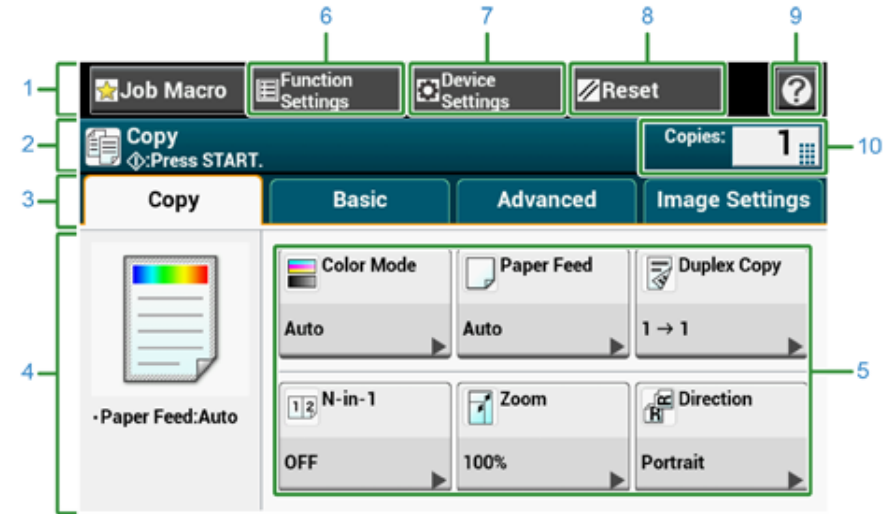 6 7 8 9
1 Job Macro Function Settings Device Settings Reset ?
2 Copy Copies: 1 10
:Press START.
3 Copy Basic Advanced Image Settings
Color Mode Paper Feed Duplex Copy
Auto Auto 1 → 1
4 5
1 2 N-in-1 Zoom R R Direction
·Paper Feed:Auto
OFF 100% Portrait